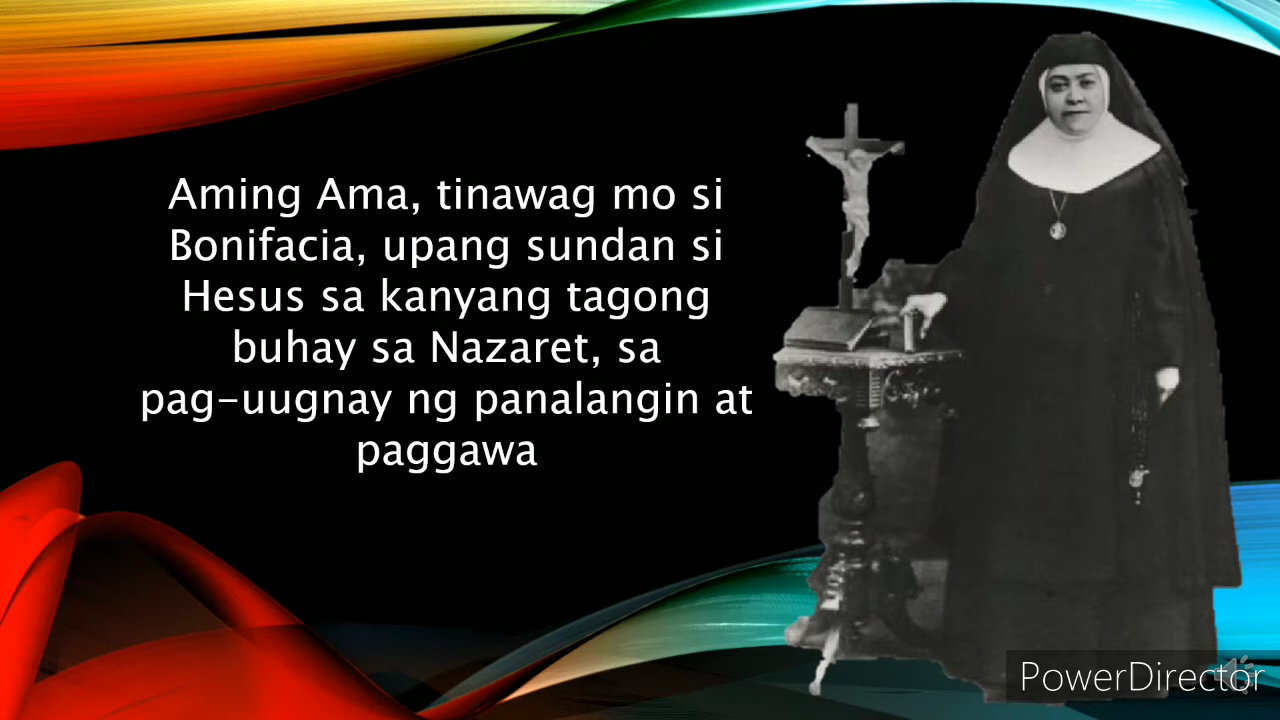 Aming Ama, tinawag mo si
Bonifacia, upang sundan si
Hesus sa kanyang tagong
buhay sa Nazaret, sa
pag-uugnay ng panalangin at
paggawa
PowerDirector